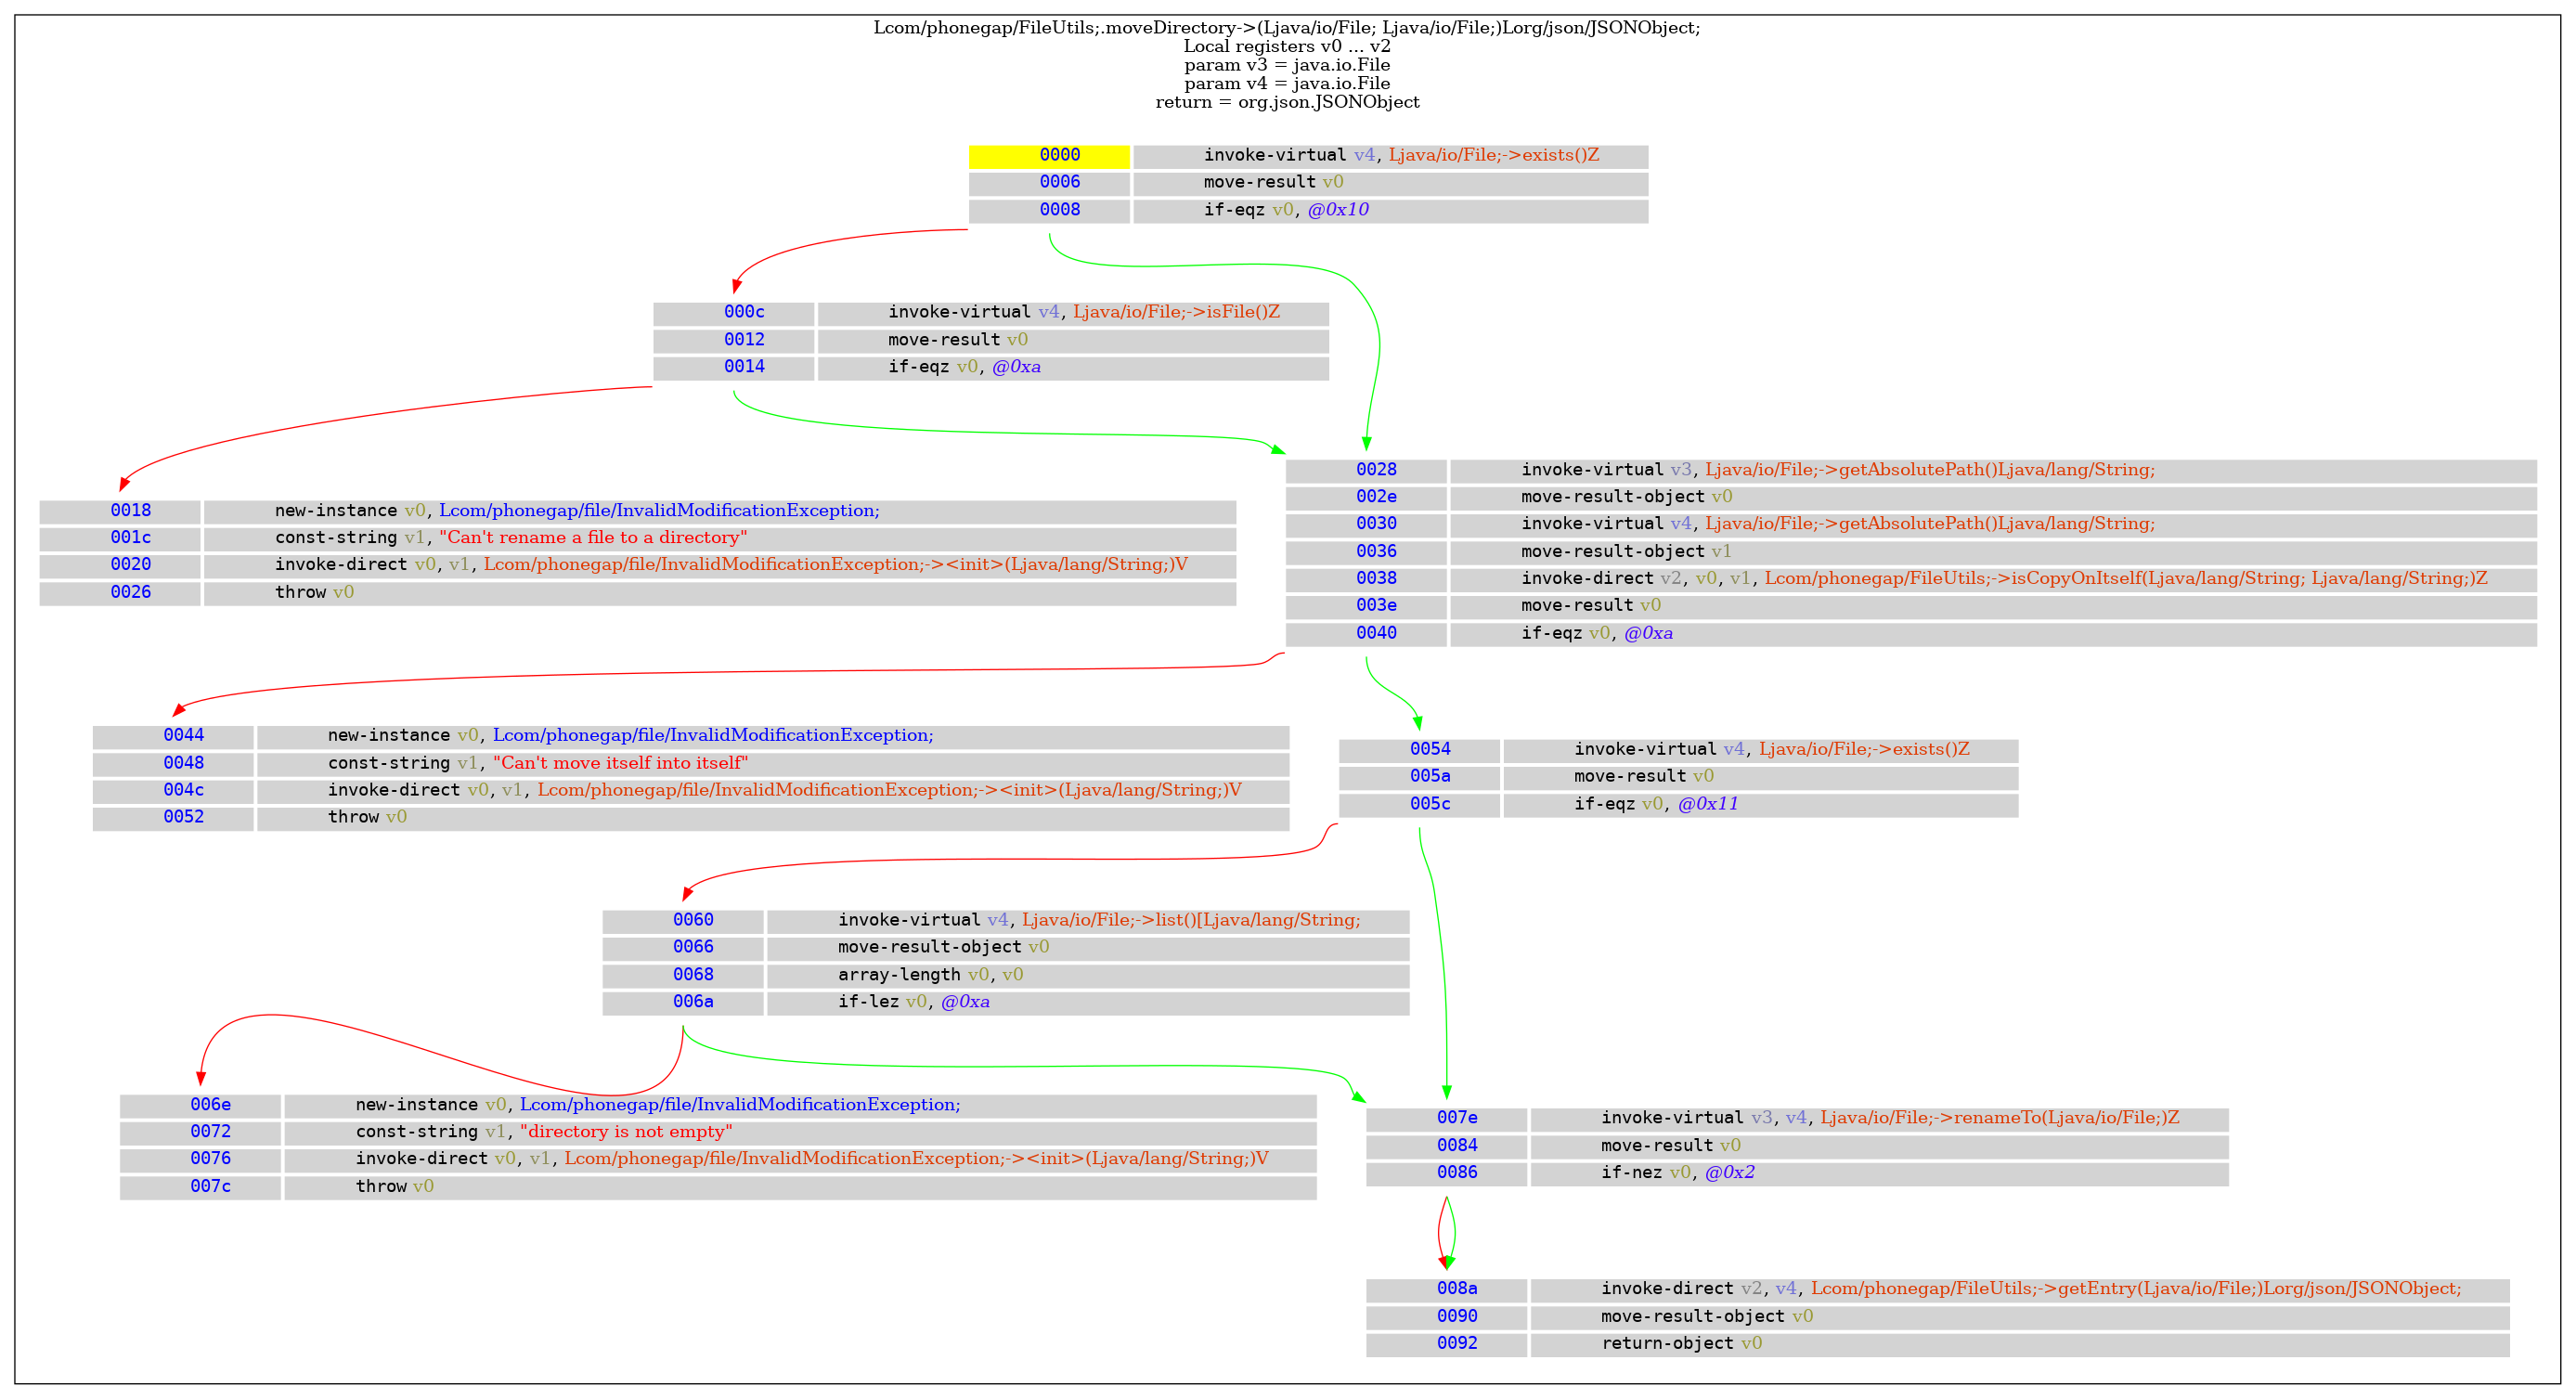 Lcom/phonegap/FileUtils;.moveDirectory->(Ljava/io/File; Ljava/io/File;)Lorg/json/JSONObject;
Local registers v0 ... v2
param v3 = java.io.File
param v4 = java.io.File
return = org.json.JSONObject
0000 invoke-virtual v4, Ljava/io/File;->exists()Z
0006 move-result v0
0008 if-eqz v0, @0x10
000c invoke-virtual v4, Ljava/io/File;->isFile()Z
0012 move-result v0
0014 if-eqz v0, @0xa
0018 new-instance v0, Lcom/phonegap/file/InvalidModificationException;
001c const-string v1, "Can't rename a file to a directory"
0020 invoke-direct v0, v1, Lcom/phonegap/file/InvalidModificationException;-><init>(Ljava/lang/String;)V
0026 throw v0
0028 invoke-virtual v3, Ljava/io/File;->getAbsolutePath()Ljava/lang/String;
002e move-result-object v0
0030 invoke-virtual v4, Ljava/io/File;->getAbsolutePath()Ljava/lang/String;
0036 move-result-object v1
0038 invoke-direct v2, v0, v1, Lcom/phonegap/FileUtils;->isCopyOnItself(Ljava/lang/String; Ljava/lang/String;)Z
003e move-result v0
0040 if-eqz v0, @0xa
0044 new-instance v0, Lcom/phonegap/file/InvalidModificationException;
0048 const-string v1, "Can't move itself into itself"
004c invoke-direct v0, v1, Lcom/phonegap/file/InvalidModificationException;-><init>(Ljava/lang/String;)V
0052 throw v0
0054 invoke-virtual v4, Ljava/io/File;->exists()Z
005a move-result v0
005c if-eqz v0, @0x11
0060 invoke-virtual v4, Ljava/io/File;->list()[Ljava/lang/String;
0066 move-result-object v0
0068 array-length v0, v0
006a if-lez v0, @0xa
006e new-instance v0, Lcom/phonegap/file/InvalidModificationException;
0072 const-string v1, "directory is not empty"
0076 invoke-direct v0, v1, Lcom/phonegap/file/InvalidModificationException;-><init>(Ljava/lang/String;)V
007c throw v0
007e invoke-virtual v3, v4, Ljava/io/File;->renameTo(Ljava/io/File;)Z
0084 move-result v0
0086 if-nez v0, @0x2
008a invoke-direct v2, v4, Lcom/phonegap/FileUtils;->getEntry(Ljava/io/File;)Lorg/json/JSONObject;
0090 move-result-object v0
0092 return-object v0